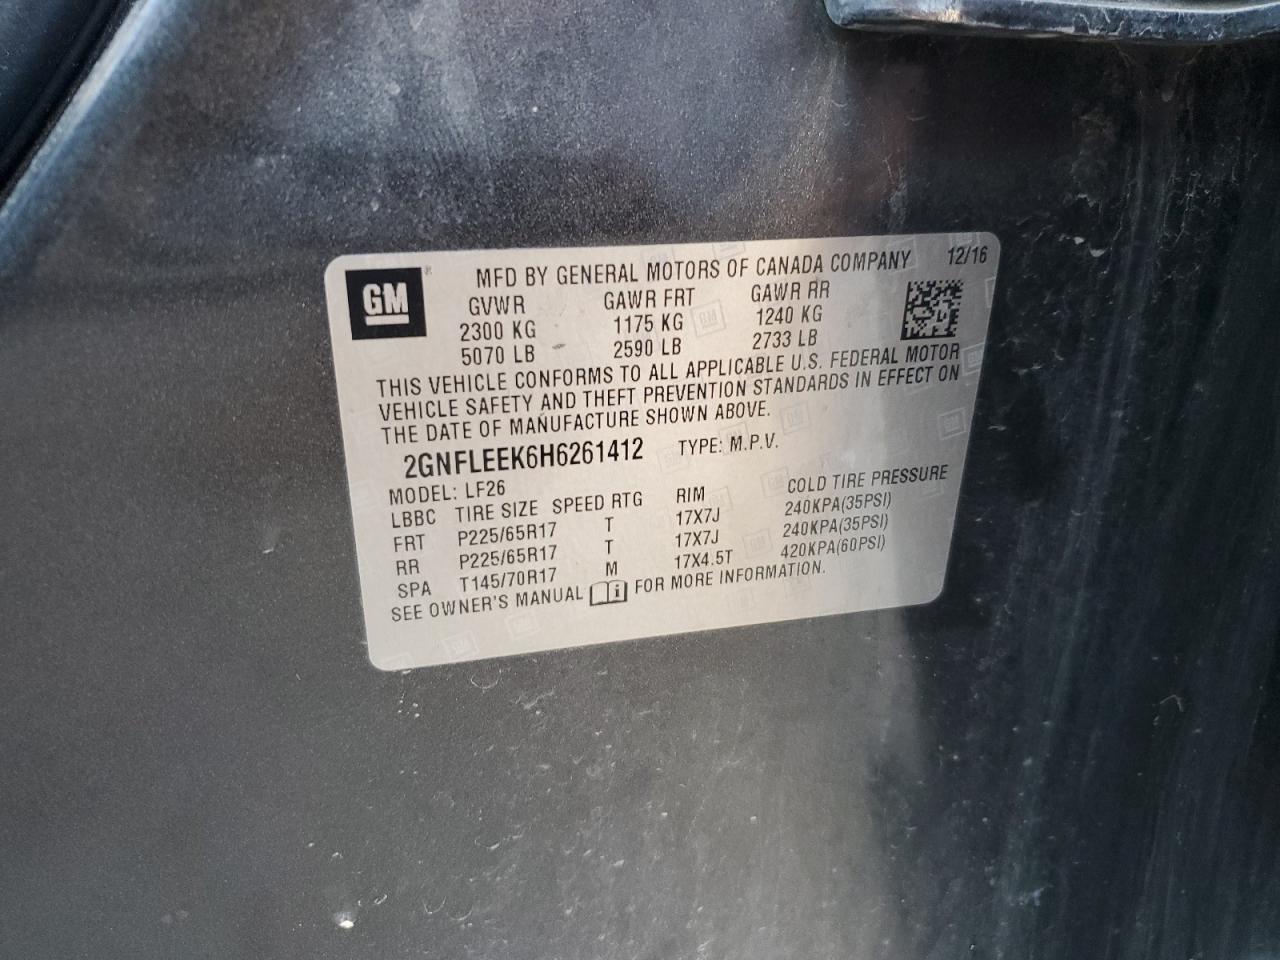 GM
MFD BY GENERAL MOTORS OF CANADA COMPANY 12/16
GVWR GAWR FRT GAWR RR
2300 KG 1175 KG 1240 KG
5070 LB 2590 LB 2733 LB
THIS VEHICLE CONFORMS TO ALL APPLICABLE U.S. FEDERAL MOTOR
VEHICLE SAFETY AND THEFT PREVENTION STANDARDS IN EFFECT ON
THE DATE OF MANUFACTURE SHOWN ABOVE.
2GNFLEEK6H6261412 TYPE: M.P.V.
MODEL: LF26
LBBC TIRE SIZE SPEED RTG RIM COLD TIRE PRESSURE
FRT P225/65R17 T 17X7J 240KPA(35PSI)
RR P225/65R17 T 17X7J 240KPA(35PSI)
SPA T145/70R17 M 17X4.5T 420KPA(60PSI)
SEE OWNER'S MANUAL i FOR MORE INFORMATION.